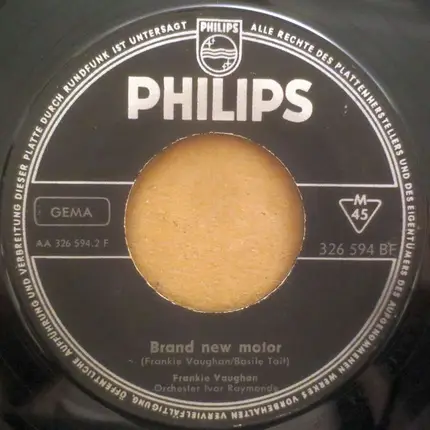 ALLE RECHTE DES PLATTENHERSTELLERS UND DES EIGENTÜMERS DES AUFGENOMMENEN WERKES VORBEHALTEN
UNG, ÖFFENTLICHE AUFFÜHRUNG UND VERBREITUNG DIESER PLATTE DURCH RUNDFUNK IST UNTERSAGT
PHILIPS
PHILIPS
GEMA
M
45
AA 326 594.2 F
326 594 BF
Brand new motor
(Frankie Vaughan/Basile Tait)
Frankie Vaughan
Orchester Ivor Raymonde